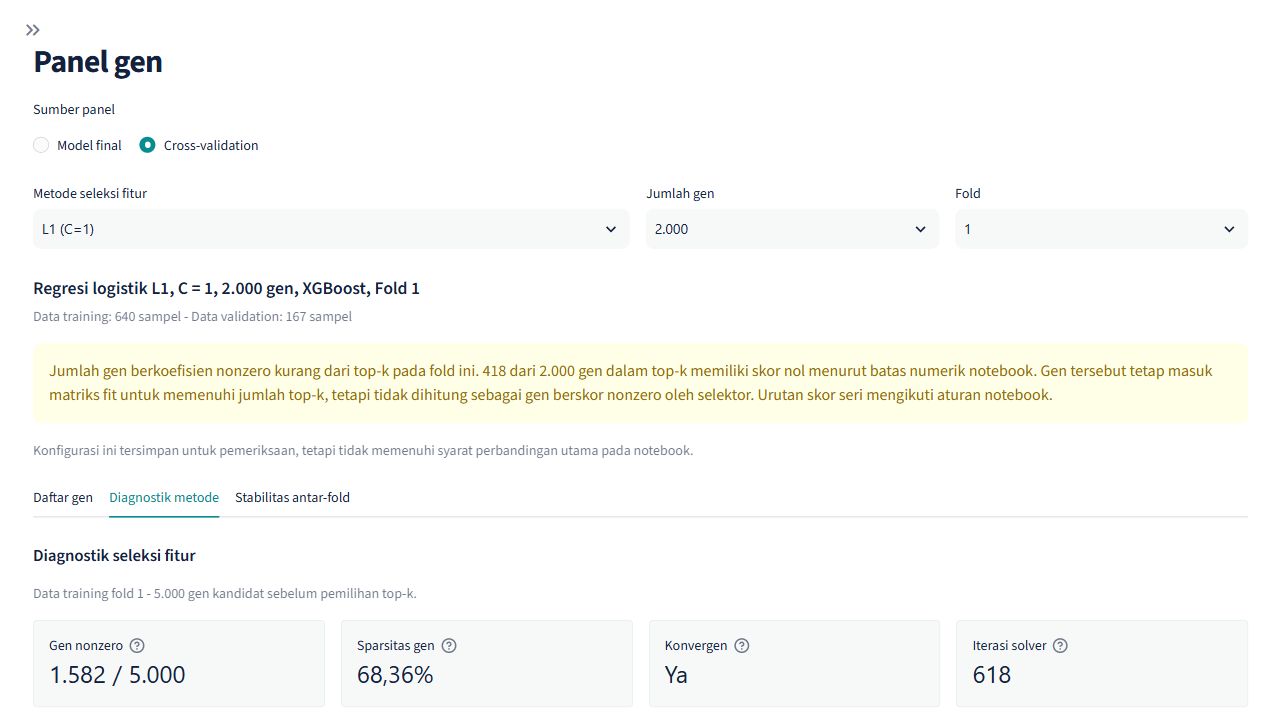 Panel gen
Sumber panel
Model final
Cross-validation
Metode seleksi fitur
Jumlah gen
Fold
L1 (C=1)
2.000
1
Regresi logistik L1, C = 1, 2.000 gen, XGBoost, Fold 1
Data training: 640 sampel - Data validation: 167 sampel
Jumlah gen berkoefisien nonzero kurang dari top-k pada fold ini. 418 dari 2.000 gen dalam top-k memiliki skor nol menurut batas numerik notebook. Gen tersebut tetap masuk
matriks fit untuk memenuhi jumlah top-k, tetapi tidak dihitung sebagai gen berskor nonzero oleh selektor. Urutan skor seri mengikuti aturan notebook.
Konfigurasi ini tersimpan untuk pemeriksaan, tetapi tidak memenuhi syarat perbandingan utama pada notebook.
Daftar gen
Diagnostik metode
Stabilitas antar-fold
Diagnostik seleksi fitur
Data training fold 1 - 5.000 gen kandidat sebelum pemilihan top-k.
Gen nonzero
1.582 / 5.000
Sparsitas gen
68,36%
Konvergen
Ya
Iterasi solver
618